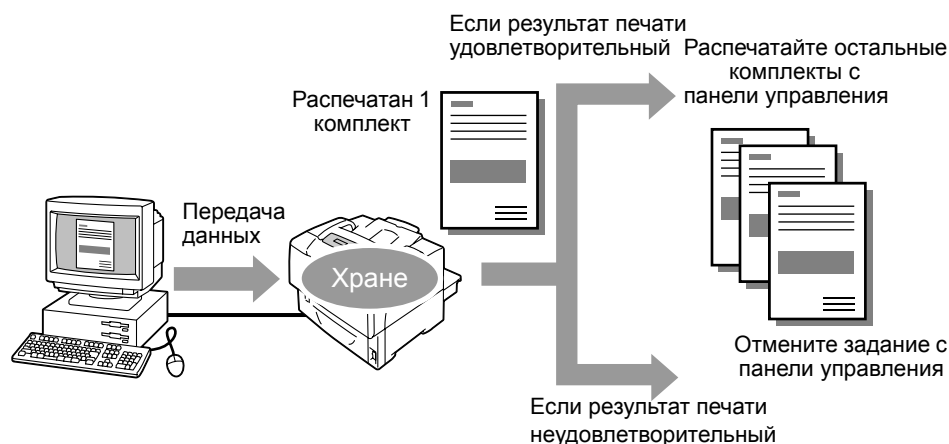 Если результат печати
удовлетворительный
Распечатайте остальные
комплекты с
панели управления
Распечатан 1
комплект
Передача
данных
Хране
Отмените задание с
панели управления
Если результат печати
неудовлетворительный